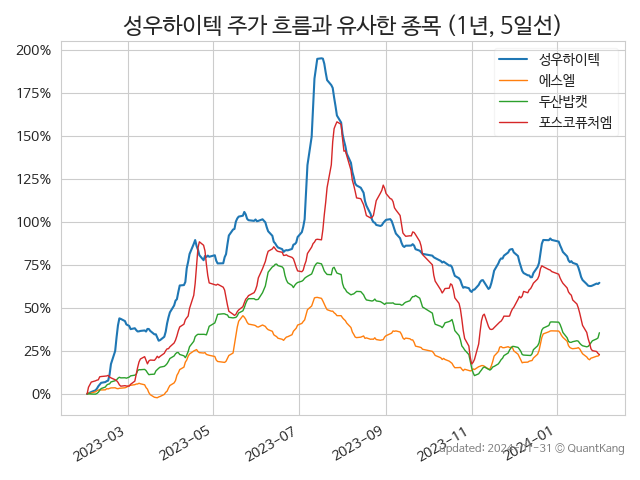 성우하이텍 주가 흐름과 유사한 종목 (1년, 5일선)
200%
175%
150%
125%
100%
75%
50%
25%
0%
성우하이텍
에스엘
두산밥캣
포스코퓨처엠
2023-03
2023-05
2023-07
2023-09
2023-11
2024-01
updated: 2024-01-31 © QuantKang